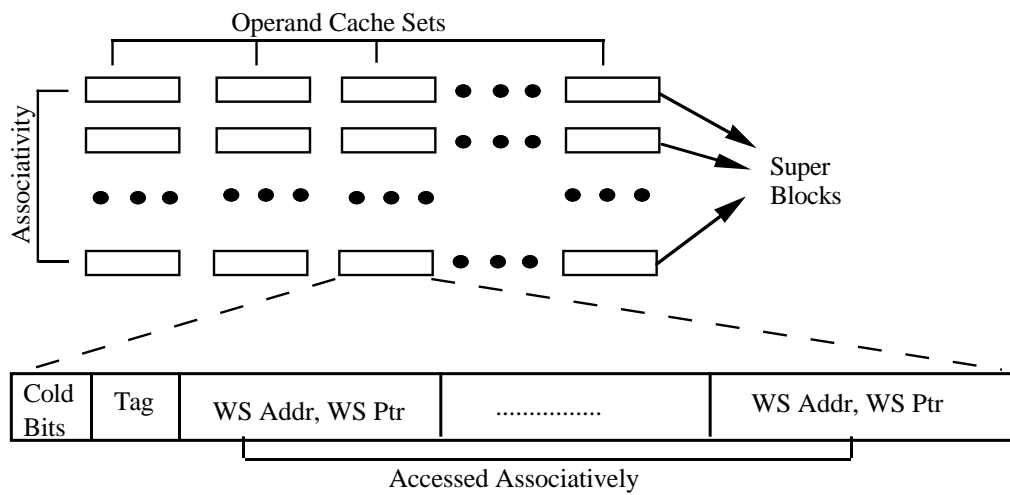 Operand Cache Sets
Associativity
Super
Blocks
Cold
Bits
Tag
WS Addr, WS Ptr
................
WS Addr, WS Ptr
Accessed Associatively